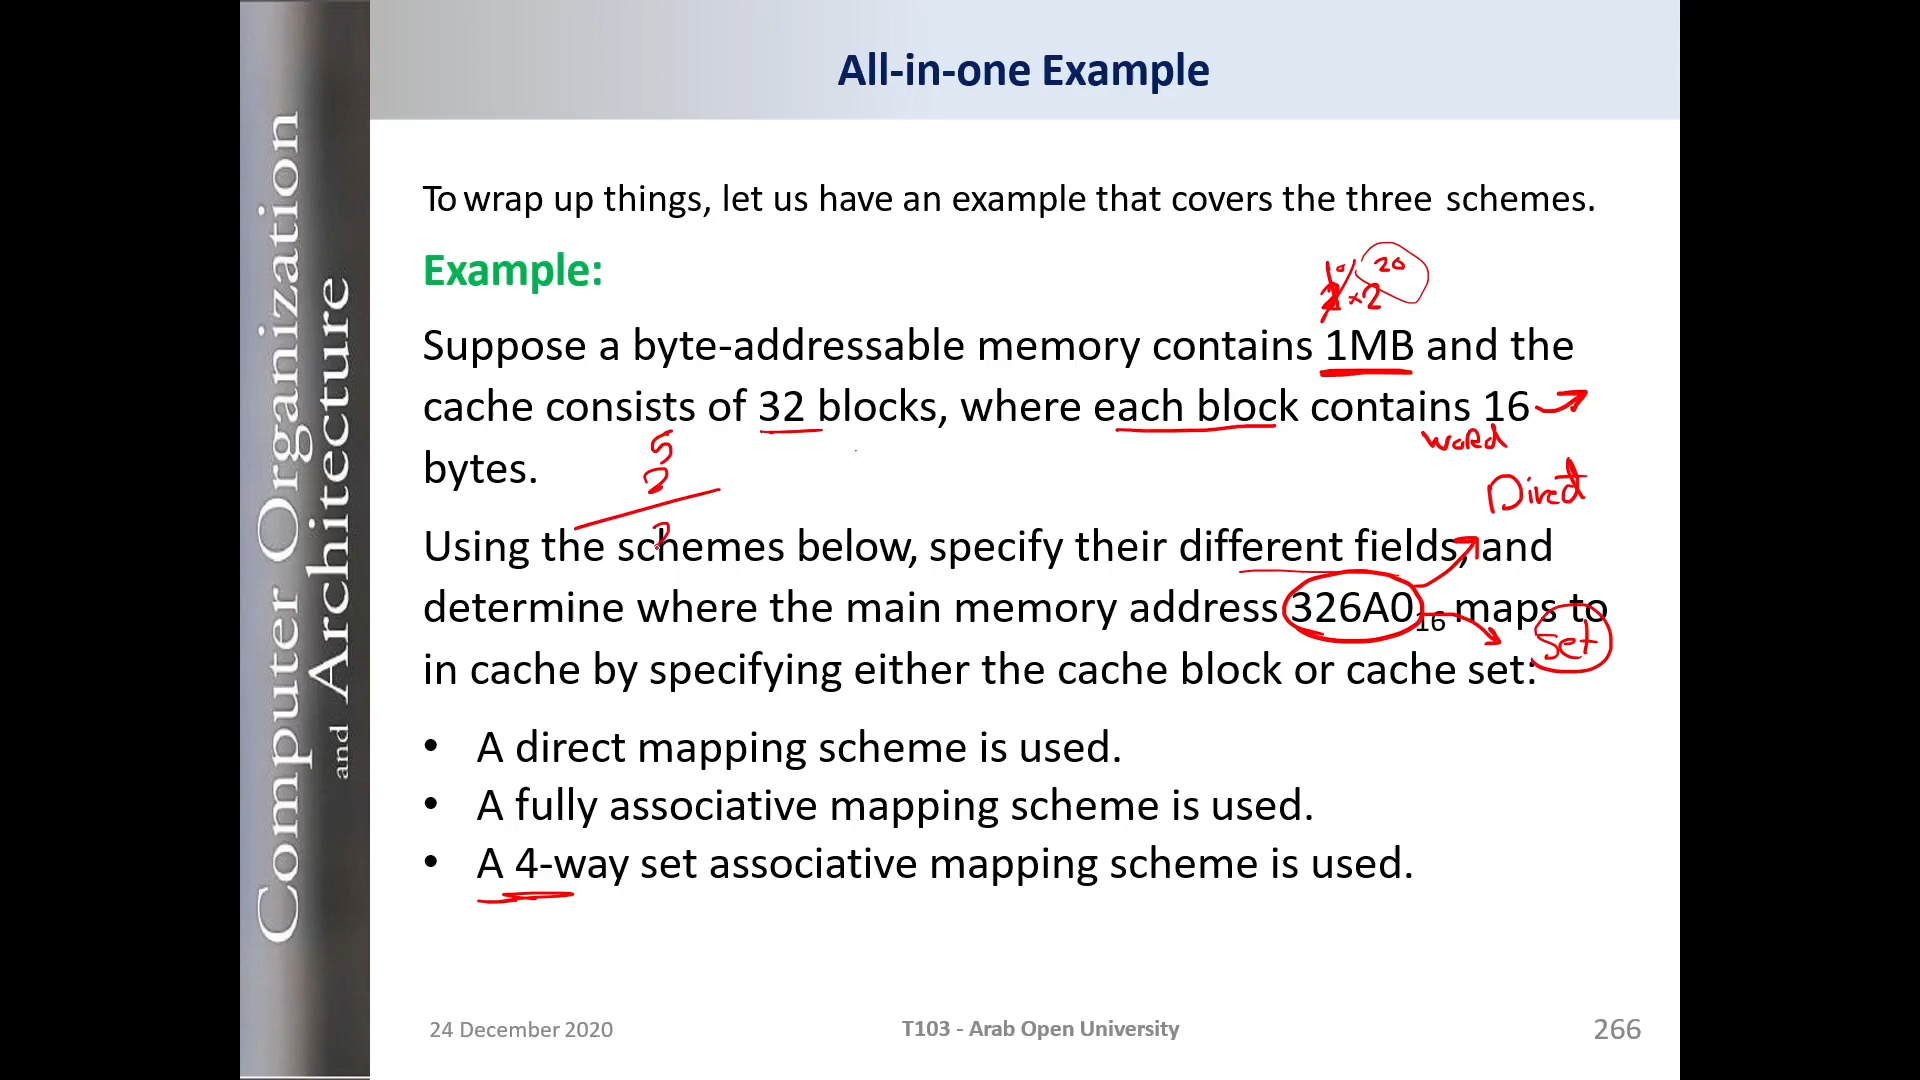 Computer Organization
and Architecture
All-in-one Example
To wrap up things, let us have an example that covers the three schemes.
Example:
20
2
×2
Suppose a byte-addressable memory contains 1MB and the
cache consists of 32 blocks, where each block contains 16
word
5
2
bytes.
Direct
Using the schemes below, specify their different fields, and
determine where the main memory address 326A0₁₆ maps to
Set
in cache by specifying either the cache block or cache set:
• A direct mapping scheme is used.
• A fully associative mapping scheme is used.
• A 4-way set associative mapping scheme is used.
24 December 2020
T103 - Arab Open University
266